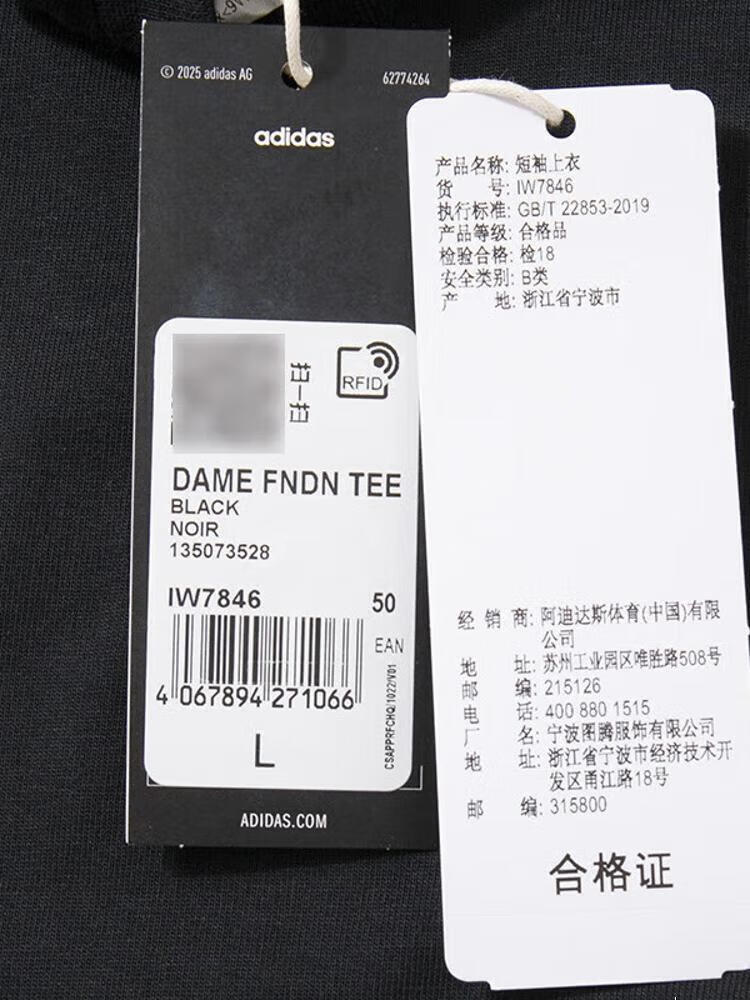 © 2025 adidas AG
62774264
adidas
RFID
DAME FNDN TEE
BLACK
NOIR
135073528
IW7846
50
EAN
4 067894 271066
CSAPPRFCHQ/1022/V01
L
ADIDAS.COM
产品名称: 短袖上衣
货 号: IW7846
执行标准: GB/T 22853-2019
产品等级: 合格品
检验合格: 检18
安全类别: B类
产 地: 浙江省宁波市
经 销 商: 阿迪达斯体育(中国)有限
公司
地 址: 苏州工业园区唯胜路508号
邮 编: 215126
电 话: 400 880 1515
厂 名: 宁波图腾服饰有限公司
地 址: 浙江省宁波市经济技术开
发区甬江路18号
邮 编: 315800
合格证